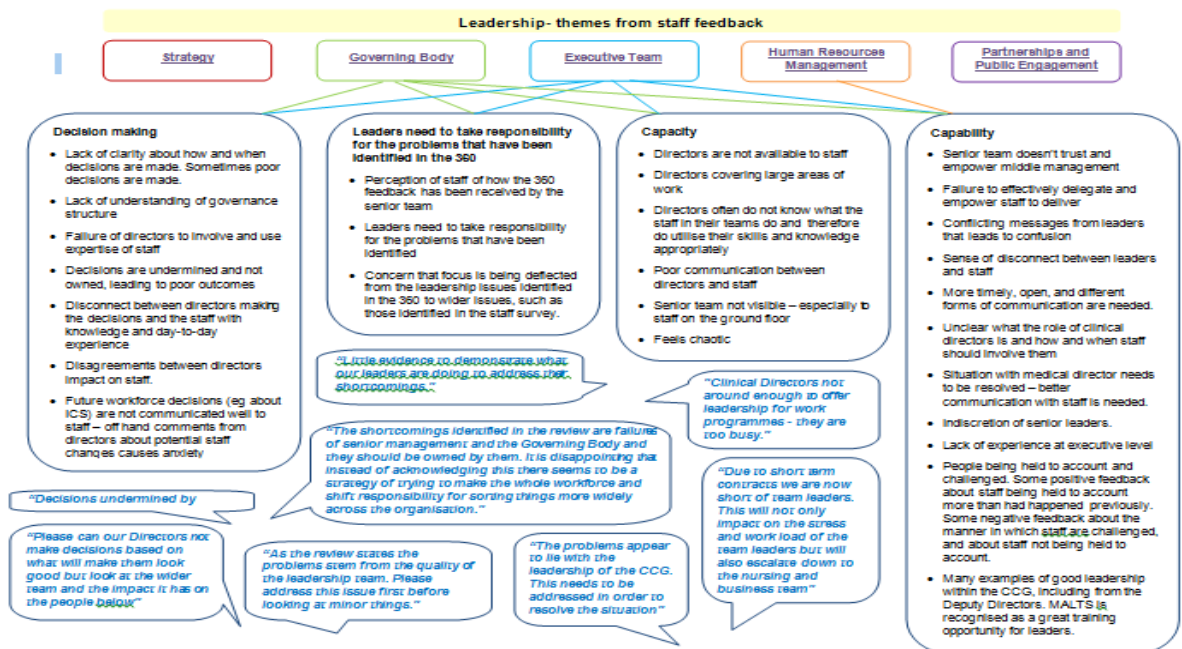 Leadership- themes from staff feedback
Strategy
Governing Body
Executive Team
Human Resources
Management
Partnerships and
Public Engagement
Decision making
• Lack of clarity about how and when
decisions are made. Sometimes poor
decisions are made.
• Lack of understanding of governance
structure
• Failure of directors to involve and use
expertise of staff
• Decisions are undermined and not
owned, leading to poor outcomes
• Disconnect between directors making
the decisions and the staff with
knowledge and day-to-day
experience
• Disagreements between directors
impact on staff.
• Future workforce decisions (eg about
ICS) are not communicated well to
staff – off hand comments from
directors about potential staff
changes causes anxiety
Leaders need to take responsibility
for the problems that have been
identified in the 360
• Perception of staff of how the 360
feedback has been received by the
senior team
• Leaders need to take responsibility
for the problems that have been
identified
• Concern that focus is being deflected
from the leadership issues identified
in the 360 to wider issues, such as
those identified in the staff survey.
Capacity
• Directors are not available to staff
• Directors covering large areas of
work
• Directors often do not know what the
staff in their teams do and therefore
do utilise their skills and knowledge
appropriately
• Poor communication between
directors and staff
• Senior team not visible – especially to
staff on the ground floor
• Feels chaotic
Capability
• Senior team doesn't trust and
empower middle management
• Failure to effectively delegate and
empower staff to deliver
• Conflicting messages from leaders
that leads to confusion
• Sense of disconnect between leaders
and staff
• More timely, open, and different
forms of communication are needed.
• Unclear what the role of clinical
directors is and how and when staff
should involve them
• Situation with medical director needs
to be resolved – better
communication with staff is needed.
• Indiscretion of senior leaders.
• Lack of experience at executive level
• People being held to account and
challenged. Some positive feedback
about staff being held to account
more than had happened previously.
Some negative feedback about the
manner in which staff are challenged,
and about staff not being held to
account.
• Many examples of good leadership
within the CCG, including from the
Deputy Directors. MALTS is
recognised as a great training
opportunity for leaders.
"Little evidence to demonstrate what
our leaders are doing to address their
shortcomings."
"Clinical Directors not
around enough to offer
leadership for work
programmes - they are
too busy."
"The shortcomings identified in the review are failures
of senior management and the Governing Body and
they should be owned by them. It is disappointing that
instead of acknowledging this there seems to be a
strategy of trying to make the whole workforce and
shift responsibility for sorting things more widely
across the organisation."
"Due to short term
contracts we are now
short of team leaders.
This will not only
impact on the stress
and work load of the
team leaders but will
also escalate down to
the nursing and
business team"
"Decisions undermined by
"Please can our Directors not
make decisions based on
what will make them look
good but look at the wider
team and the impact it has on
the people below"
"As the review states the
problems stem from the quality of
the leadership team. Please
address this issue first before
looking at minor things."
"The problems appear
to lie with the
leadership of the CCG.
This needs to be
addressed in order to
resolve the situation"